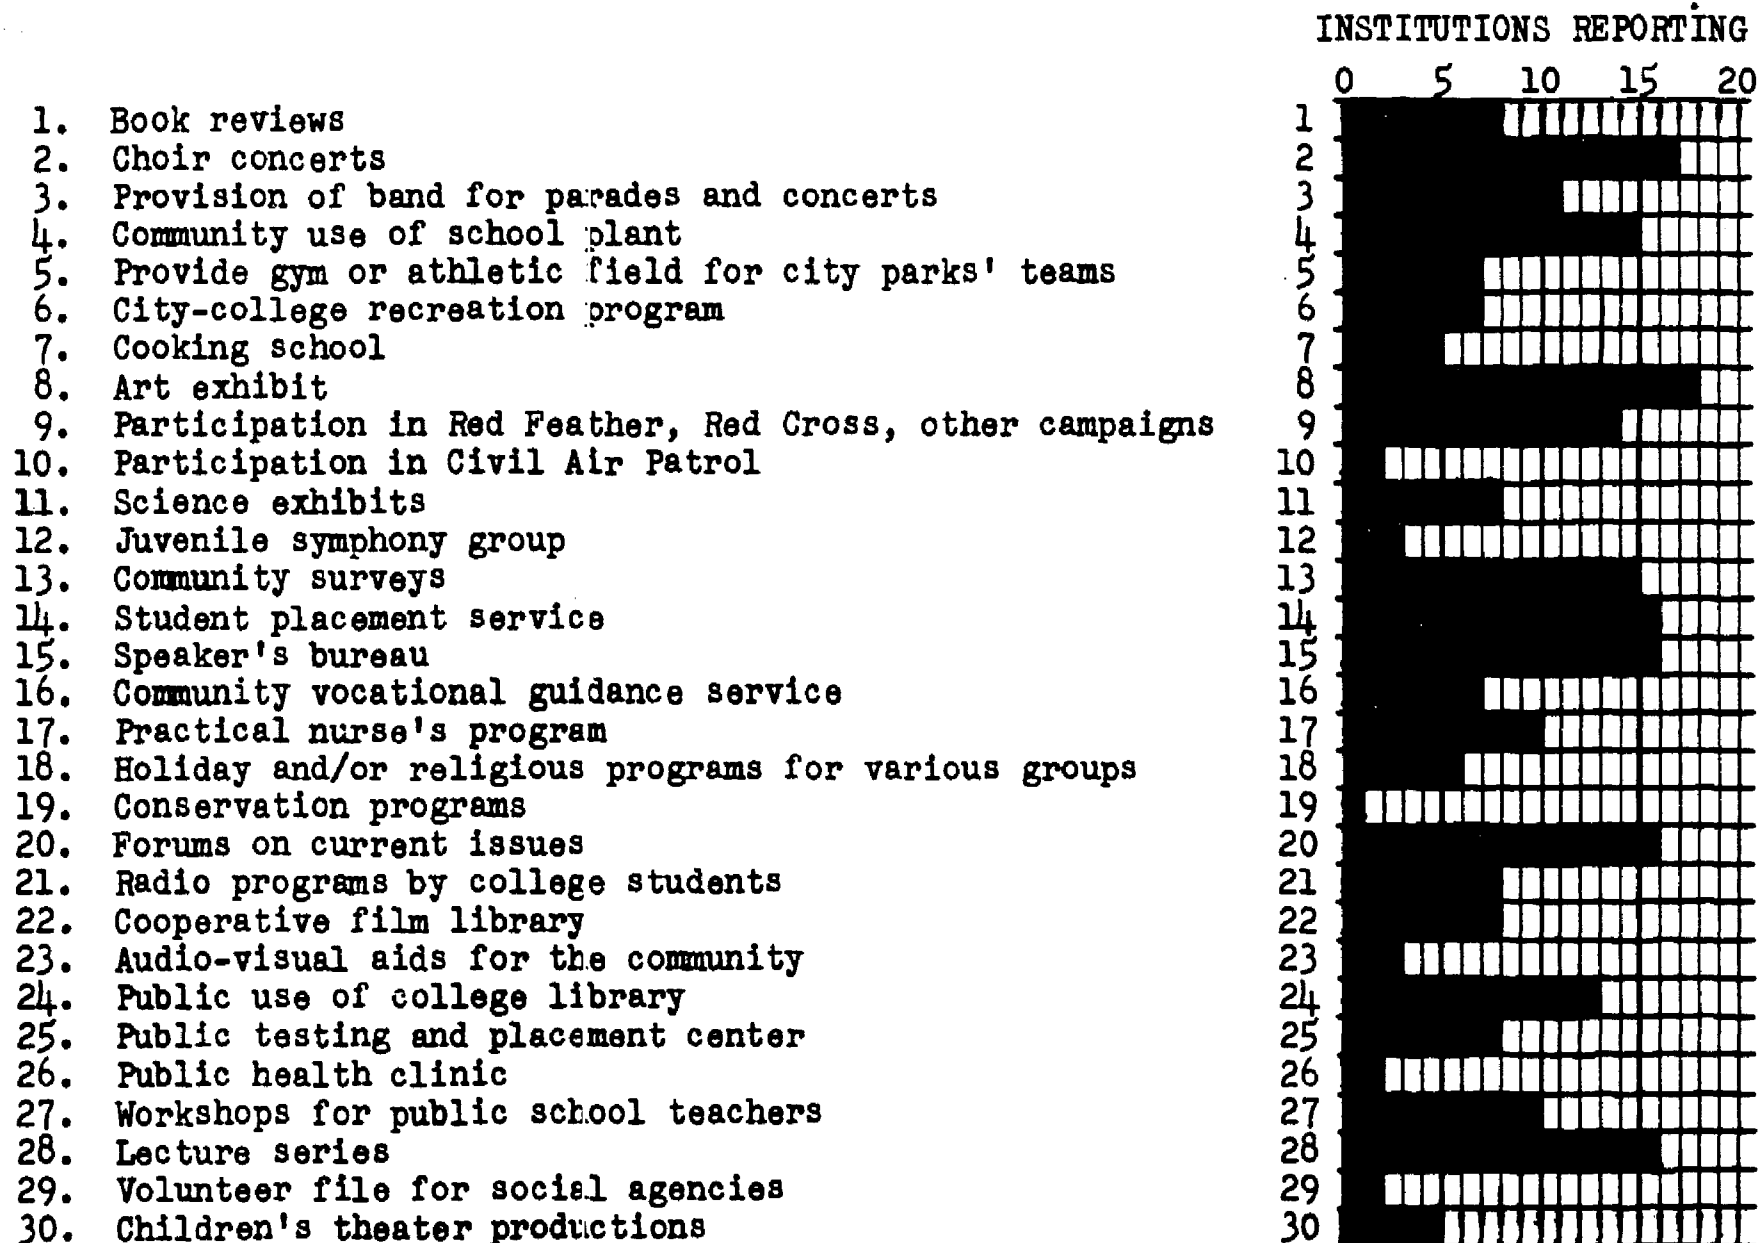 INSTITUTIONS REPORTING
0 5 10 15 20
1. Book reviews 1
2. Choir concerts 2
3. Provision of band for parades and concerts 3
4. Community use of school plant 4
5. Provide gym or athletic field for city parks' teams 5
6. City-college recreation program 6
7. Cooking school 7
8. Art exhibit 8
9. Participation in Red Feather, Red Cross, other campaigns 9
10. Participation in Civil Air Patrol 10
11. Science exhibits 11
12. Juvenile symphony group 12
13. Community surveys 13
14. Student placement service 14
15. Speaker's bureau 15
16. Community vocational guidance service 16
17. Practical nurse's program 17
18. Holiday and/or religious programs for various groups 18
19. Conservation programs 19
20. Forums on current issues 20
21. Radio programs by college students 21
22. Cooperative film library 22
23. Audio-visual aids for the community 23
24. Public use of college library 24
25. Public testing and placement center 25
26. Public health clinic 26
27. Workshops for public school teachers 27
28. Lecture series 28
29. Volunteer file for social agencies 29
30. Children's theater productions 30